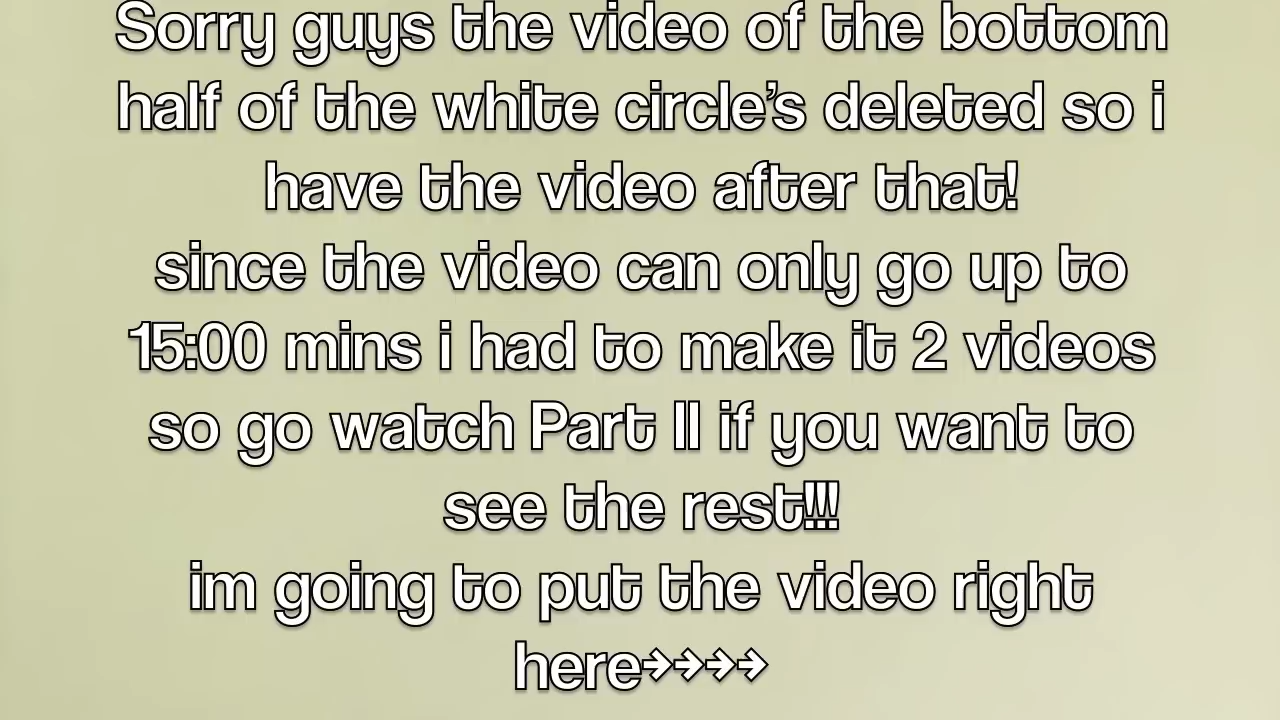 Sorry guys the video of the bottom
half of the white circle's deleted so i
have the video after that!
since the video can only go up to
15:00 mins i had to make it 2 videos
so go watch Part II if you want to
see the rest!!!
im going to put the video right
here→→→→